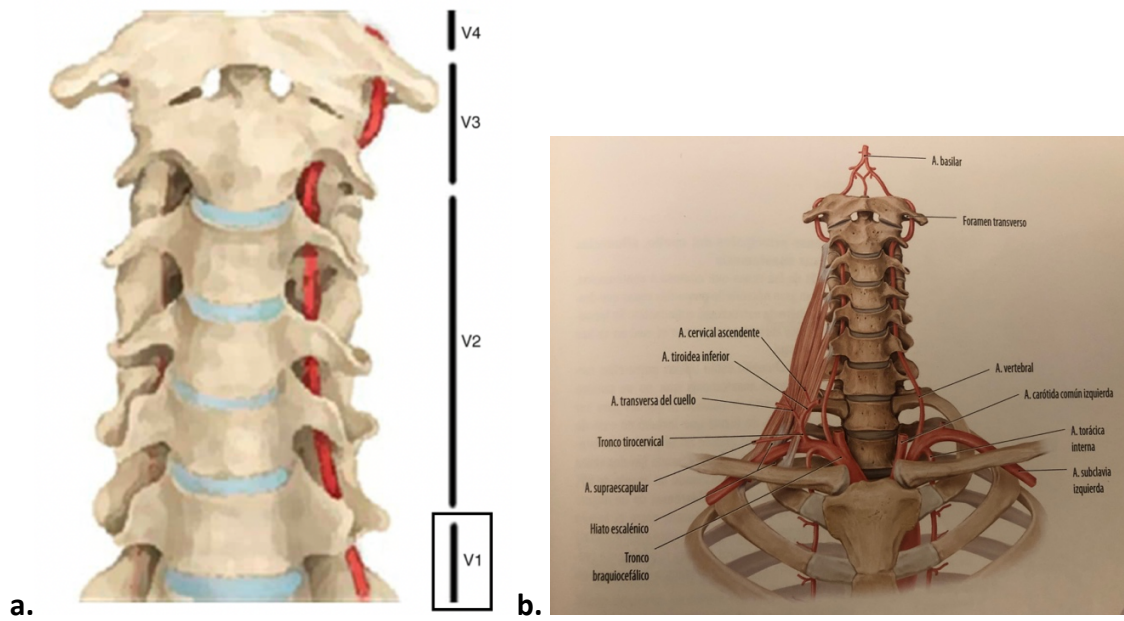 V4
V3
V2
V1
a.
A. basilar
Foramen transverso
A. cervical ascendente
A. tiroidea inferior
A. transversa del cuello
Tronco tirocervical
A. supraescapular
Hiato escalénico
Tronco
braquiocefálico
A. vertebral
A. carótida común izquierda
A. torácica
interna
A. subclavia
izquierda
b.